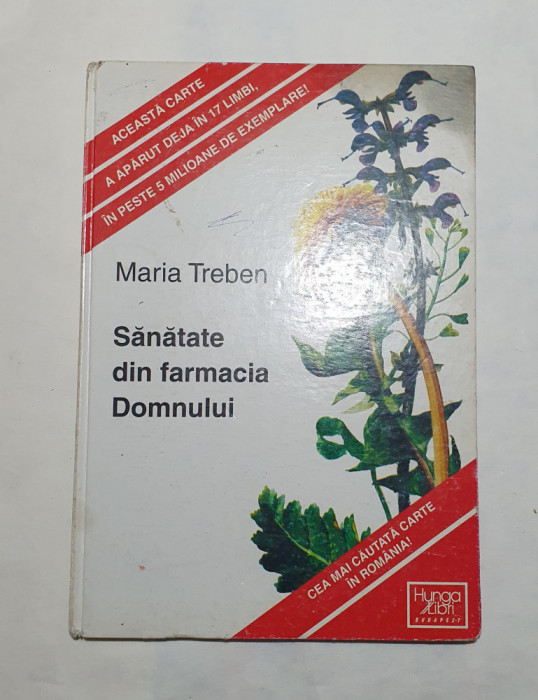 ACEASTĂ CARTE
A APĂRUT DEJA ÎN 17 LIMBI,
ÎN PESTE 5 MILIOANE DE EXEMPLARE!
Maria Treben
Sănătate
din farmacia
Domnului
CEA MAI CĂUTATĂ CARTE
ÎN ROMÂNIA!
Hunga
Libri
BUDAPEST